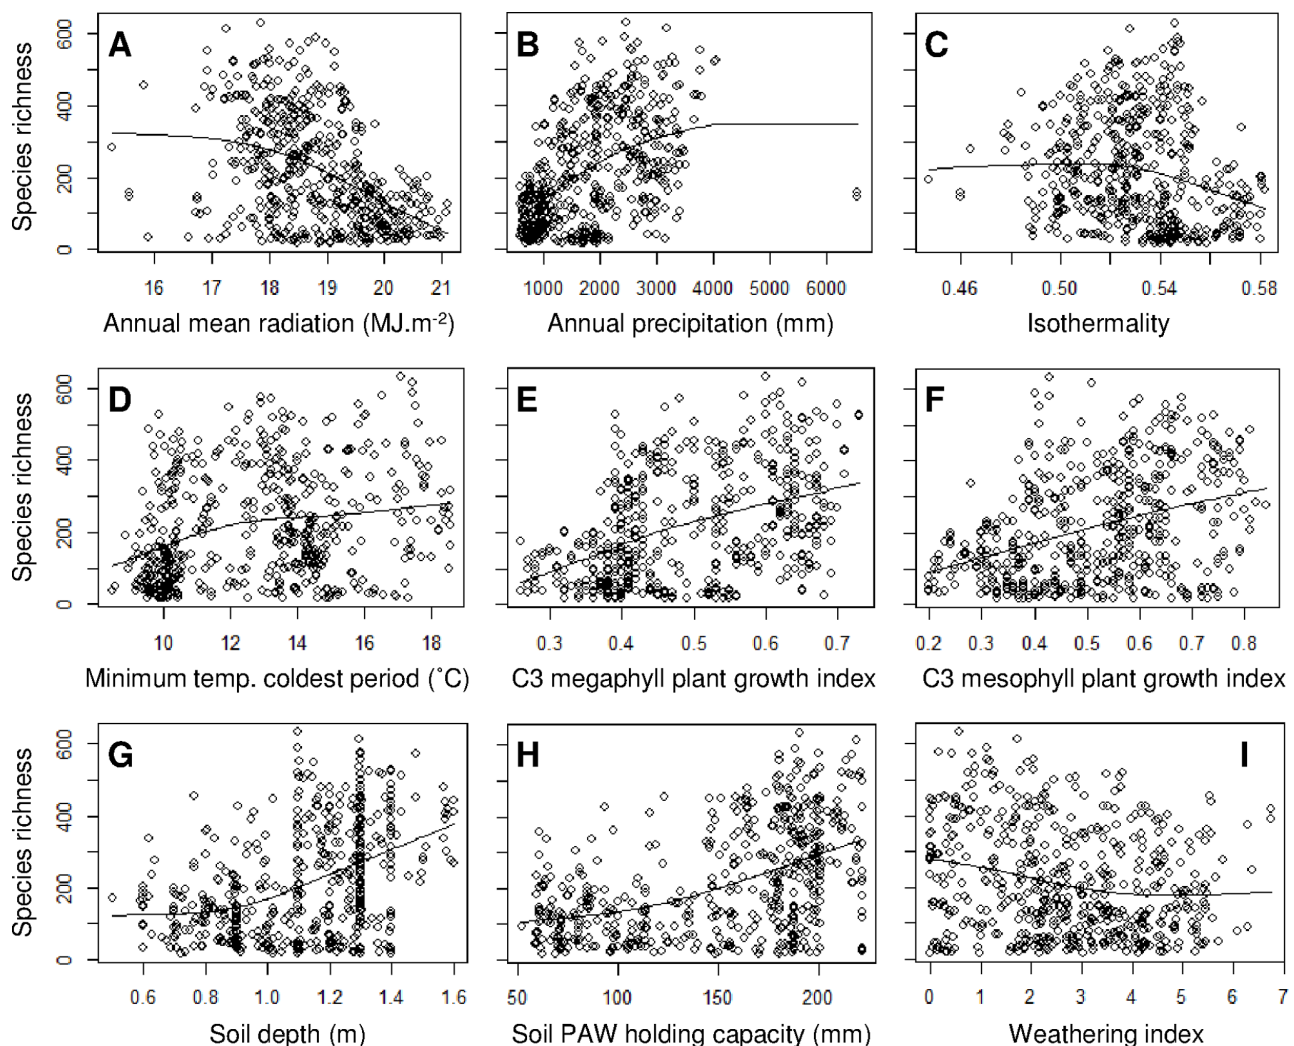 A B C
Species richness
0 200 400 600
16 17 18 19 20 21
1000 2000 3000 4000 5000 6000
0.46 0.50 0.54 0.58
Annual mean radiation (MJ.m-2)
Annual precipitation (mm)
Isothermality
D E F
Species richness
0 200 400 600
10 12 14 16 18
0.3 0.4 0.5 0.6 0.7
0.2 0.3 0.4 0.5 0.6 0.7 0.8
Minimum temp. coldest period (˚C)
C3 megaphyll plant growth index
C3 mesophyll plant growth index
G H I
Species richness
0 200 400 600
0.6 0.8 1.0 1.2 1.4 1.6
50 100 150 200
0 1 2 3 4 5 6 7
Soil depth (m)
Soil PAW holding capacity (mm)
Weathering index